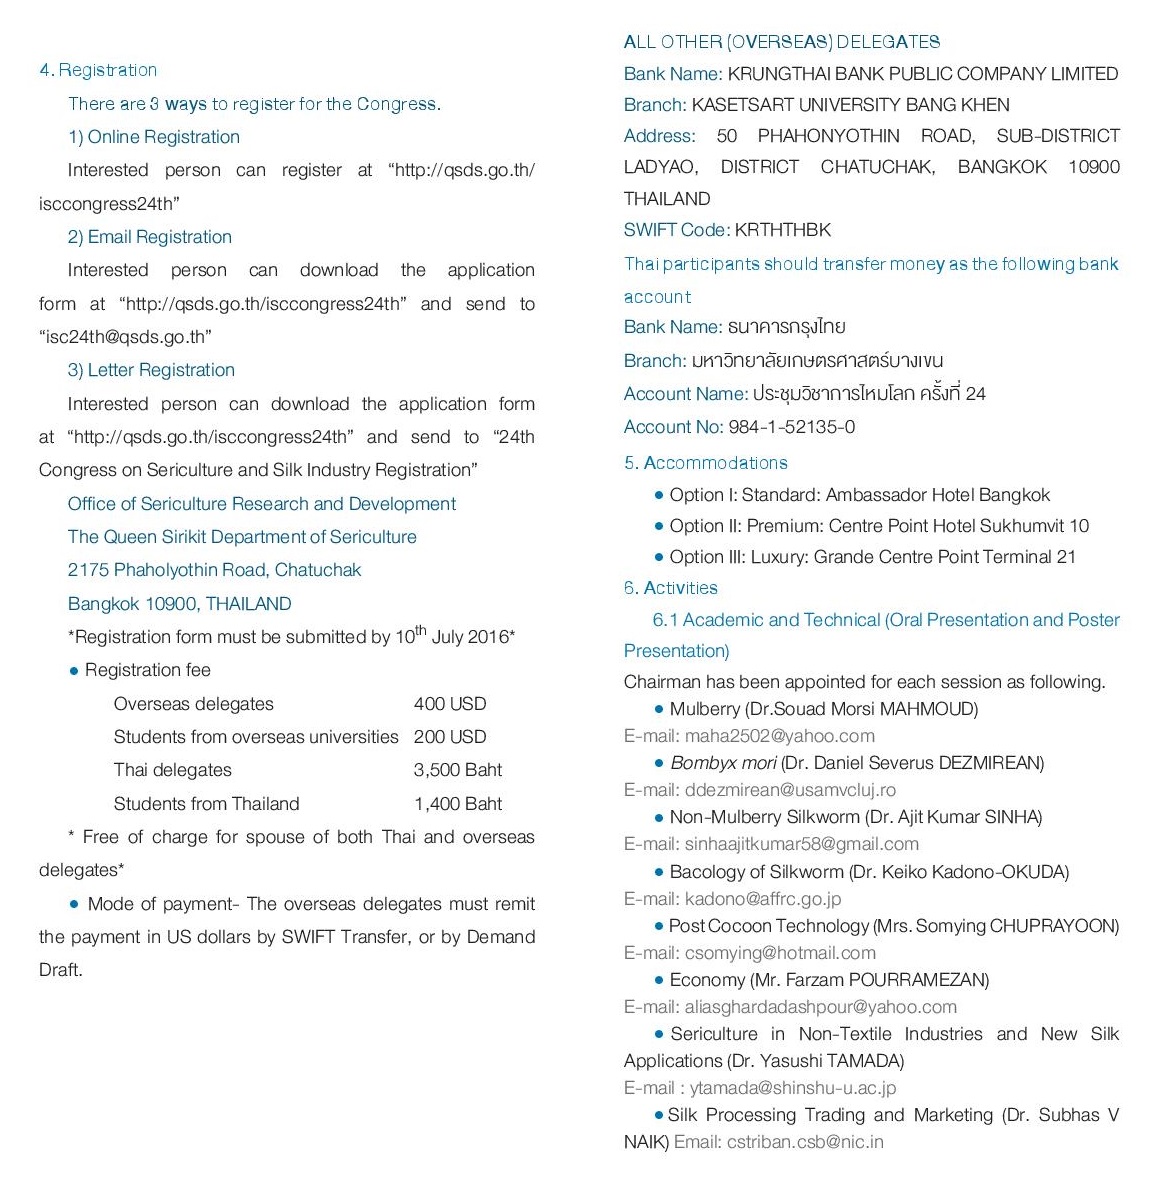 4. Registration
There are 3 ways to register for the Congress.
1) Online Registration
Interested person can register at “http://qsds.go.th/
isccongress24th”
2) Email Registration
Interested person can download the application
form at “http://qsds.go.th/isccongress24th” and send to
“isc24th@qsds.go.th”
3) Letter Registration
Interested person can download the application form
at “http://qsds.go.th/isccongress24th” and send to “24th
Congress on Sericulture and Silk Industry Registration”
Office of Sericulture Research and Development
The Queen Sirikit Department of Sericulture
2175 Phaholyothin Road, Chatuchak
Bangkok 10900, THAILAND
*Registration form must be submitted by 10th July 2016*
● Registration fee
Overseas delegates 400 USD
Students from overseas universities 200 USD
Thai delegates 3,500 Baht
Students from Thailand 1,400 Baht
* Free of charge for spouse of both Thai and overseas
delegates*
● Mode of payment- The overseas delegates must remit
the payment in US dollars by SWIFT Transfer, or by Demand
Draft.
ALL OTHER (OVERSEAS) DELEGATES
Bank Name: KRUNGTHAI BANK PUBLIC COMPANY LIMITED
Branch: KASETSART UNIVERSITY BANG KHEN
Address: 50 PHAHONYOTHIN ROAD, SUB-DISTRICT
LADYAO, DISTRICT CHATUCHAK, BANGKOK 10900
THAILAND
SWIFT Code: KRTHTHBK
Thai participants should transfer money as the following bank
account
Bank Name: ธนาคารกรุงไทย
Branch: มหาวิทยาลัยเกษตรศาสตร์บางเขน
Account Name: ประชุมวิชาการไหมโลก ครั้งที่ 24
Account No: 984-1-52135-0
5. Accommodations
● Option I: Standard: Ambassador Hotel Bangkok
● Option II: Premium: Centre Point Hotel Sukhumvit 10
● Option III: Luxury: Grande Centre Point Terminal 21
6. Activities
6.1 Academic and Technical (Oral Presentation and Poster
Presentation)
Chairman has been appointed for each session as following.
● Mulberry (Dr.Souad Morsi MAHMOUD)
E-mail: maha2502@yahoo.com
● Bombyx mori (Dr. Daniel Severus DEZMIREAN)
E-mail: ddezmirean@usamvcluj.ro
● Non-Mulberry Silkworm (Dr. Ajit Kumar SINHA)
E-mail: sinhaajitkumar58@gmail.com
● Bacology of Silkworm (Dr. Keiko Kadono-OKUDA)
E-mail: kadono@affrc.go.jp
● Post Cocoon Technology (Mrs. Somying CHUPRAYOON)
E-mail: csomying@hotmail.com
● Economy (Mr. Farzam POURRAMEZAN)
E-mail: aliasghardadashpour@yahoo.com
● Sericulture in Non-Textile Industries and New Silk
Applications (Dr. Yasushi TAMADA)
E-mail : ytamada@shinshu-u.ac.jp
● Silk Processing Trading and Marketing (Dr. Subhas V
NAIK) Email: cstriban.csb@nic.in